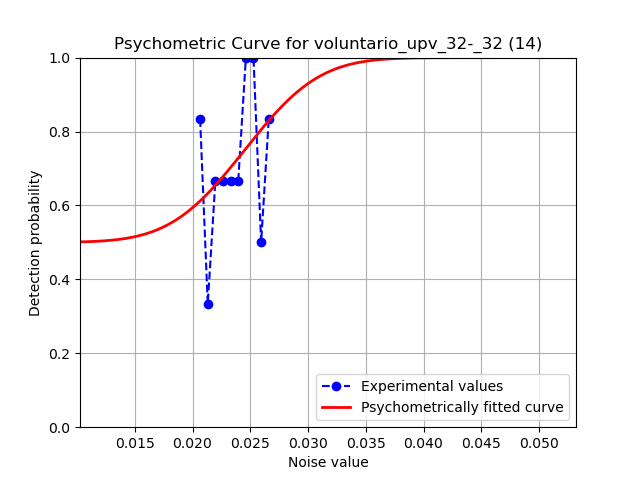 Psychometric Curve for voluntario_upv_32-_32 (14)
1.0
0.8
0.6
0.4
0.2
0.0
Detection probability
0.015 0.020 0.025 0.030 0.035 0.040 0.045 0.050
Noise value
Experimental values
Psychometrically fitted curve